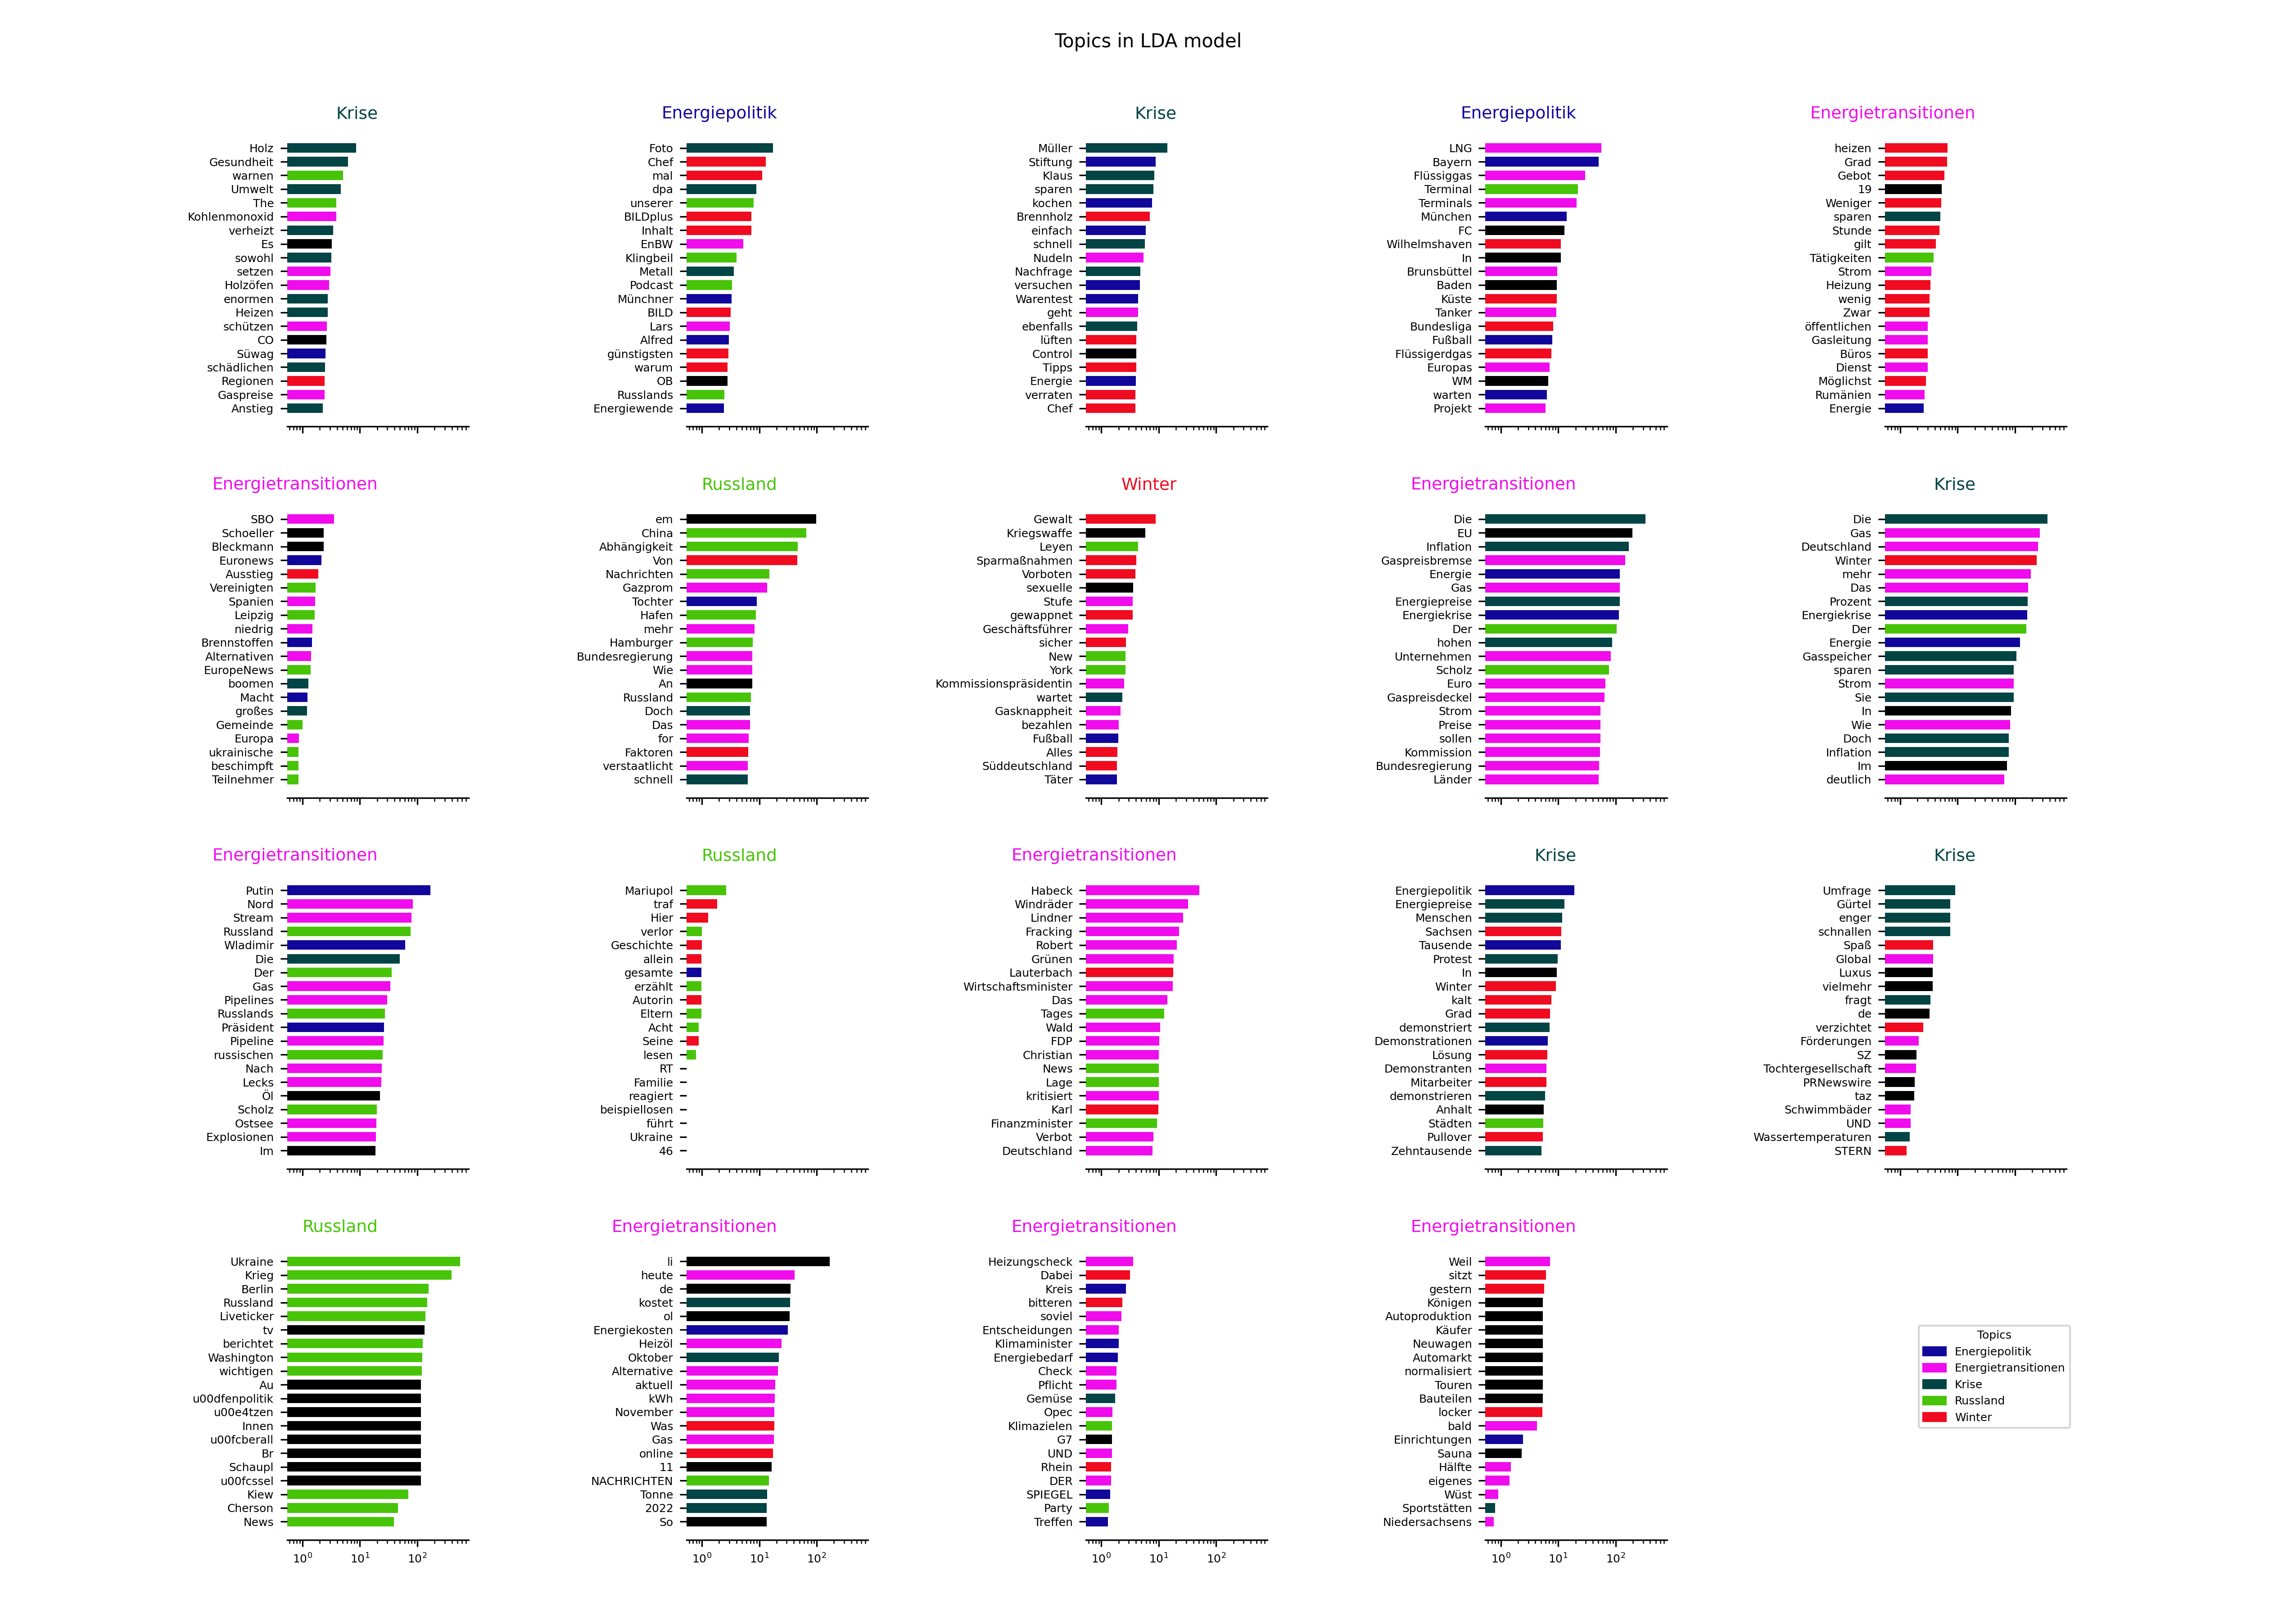 Topics in LDA model
Krise
Holz
Gesundheit
warnen
Umwelt
The
Kohlenmonoxid
verheizt
Es
sowohl
setzen
Holzöfen
enormen
Heizen
schützen
CO
Süwag
schädlichen
Regionen
Gaspreise
Anstieg
Energiepolitik
Foto
Chef
mal
dpa
unserer
BILDplus
Inhalt
EnBW
Klingbeil
Metall
Podcast
Münchner
BILD
Lars
Alfred
günstigsten
warum
OB
Russlands
Energiewende
Krise
Müller
Stiftung
Klaus
sparen
kochen
Brennholz
einfach
schnell
Nudeln
Nachfrage
versuchen
Warentest
geht
ebenfalls
lüften
Control
Tipps
Energie
verraten
Chef
Energiepolitik
LNG
Bayern
Flüssiggas
Terminal
Terminals
München
FC
Wilhelmshaven
In
Brunsbüttel
Baden
Küste
Tanker
Bundesliga
Fußball
Flüssigerdgas
Europas
WM
warten
Projekt
Energietransitionen
heizen
Grad
Gebot
19
Weniger
sparen
Stunde
gilt
Tätigkeiten
Strom
Heizung
wenig
Zwar
öffentlichen
Gasleitung
Büros
Dienst
Möglichst
Rumänien
Energie
Energietransitionen
SBO
Schoeller
Bleckmann
Euronews
Ausstieg
Vereinigten
Spanien
Leipzig
niedrig
Brennstoffen
Alternativen
EuropeNews
boomen
Macht
großes
Gemeinde
Europa
ukrainische
beschimpft
Teilnehmer
Russland
em
China
Abhängigkeit
Von
Nachrichten
Gazprom
Tochter
Hafen
mehr
Hamburger
Bundesregierung
Wie
An
Russland
Doch
Das
for
Faktoren
verstaatlicht
schnell
Winter
Gewalt
Kriegswaffe
Leyen
Sparmaßnahmen
Vorboten
sexuelle
Stufe
gewappnet
Geschäftsführer
sicher
New
York
Kommissionspräsidentin
wartet
Gasknappheit
bezahlen
Fußball
Alles
Süddeutschland
Täter
Energietransitionen
Die
EU
Inflation
Gaspreisbremse
Energie
Gas
Energiepreise
Energiekrise
Der
hohen
Unternehmen
Scholz
Euro
Gaspreisdeckel
Strom
Preise
sollen
Kommission
Bundesregierung
Länder
Krise
Die
Gas
Deutschland
Winter
mehr
Das
Prozent
Energiekrise
Der
Energie
Gasspeicher
sparen
Strom
Sie
In
Wie
Doch
Inflation
Im
deutlich
Energietransitionen
Putin
Nord
Stream
Russland
Wladimir
Die
Der
Gas
Pipelines
Russlands
Präsident
Pipeline
russischen
Nach
Lecks
Öl
Scholz
Ostsee
Explosionen
Im
Russland
Mariupol
traf
Hier
verlor
Geschichte
allein
gesamte
erzählt
Autorin
Eltern
Acht
Seine
lesen
RT
Familie
reagiert
beispiellosen
führt
Ukraine
46
Energietransitionen
Habeck
Windräder
Lindner
Fracking
Robert
Grünen
Lauterbach
Wirtschaftsminister
Das
Tages
Wald
FDP
Christian
News
Lage
kritisiert
Karl
Finanzminister
Verbot
Deutschland
Krise
Energiepolitik
Energiepreise
Menschen
Sachsen
Tausende
Protest
In
Winter
kalt
Grad
demonstriert
Demonstrationen
Lösung
Demonstranten
Mitarbeiter
demonstrieren
Anhalt
Städten
Pullover
Zehntausende
Krise
Umfrage
Gürtel
enger
schnallen
Spaß
Global
Luxus
vielmehr
fragt
de
verzichtet
Förderungen
SZ
Tochtergesellschaft
PRNewswire
taz
Schwimmbäder
UND
Wassertemperaturen
STERN
Russland
Ukraine
Krieg
Berlin
Russland
Liveticker
tv
berichtet
Washington
wichtigen
Au
u00dfenpolitik
u00e4tzen
Innen
u00fcberall
Br
Schaupl
u00fcssel
Kiew
Cherson
News
10⁰ 10¹ 10²
Energietransitionen
li
heute
de
kostet
ol
Energiekosten
Heizöl
Oktober
Alternative
aktuell
kWh
November
Was
Gas
online
11
NACHRICHTEN
Tonne
2022
So
10⁰ 10¹ 10²
Energietransitionen
Heizungscheck
Dabei
Kreis
bitteren
soviel
Entscheidungen
Klimaminister
Energiebedarf
Check
Pflicht
Gemüse
Opec
Klimazielen
G7
UND
Rhein
DER
SPIEGEL
Party
Treffen
10⁰ 10¹ 10²
Energietransitionen
Weil
sitzt
gestern
Königen
Autoproduktion
Käufer
Neuwagen
Automarkt
normalisiert
Touren
Bauteilen
locker
bald
Einrichtungen
Sauna
Hälfte
eigenes
Wüst
Sportstätten
Niedersachsens
10⁰ 10¹ 10²
Topics
Energiepolitik
Energietransitionen
Krise
Russland
Winter